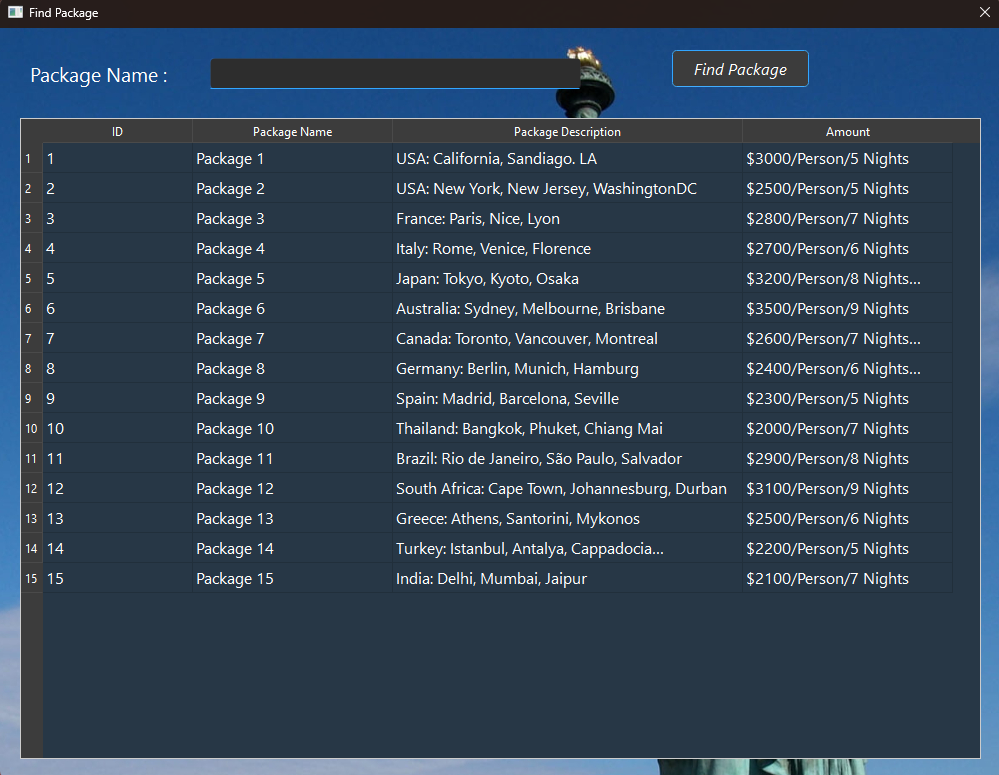 Find Package
Package Name :
Find Package
ID Package Name Package Description Amount
1 1 Package 1 USA: California, Sandiago. LA $3000/Person/5 Nights
2 2 Package 2 USA: New York, New Jersey, WashingtonDC $2500/Person/5 Nights
3 3 Package 3 France: Paris, Nice, Lyon $2800/Person/7 Nights
4 4 Package 4 Italy: Rome, Venice, Florence $2700/Person/6 Nights
5 5 Package 5 Japan: Tokyo, Kyoto, Osaka $3200/Person/8 Nights...
6 6 Package 6 Australia: Sydney, Melbourne, Brisbane $3500/Person/9 Nights
7 7 Package 7 Canada: Toronto, Vancouver, Montreal $2600/Person/7 Nights...
8 8 Package 8 Germany: Berlin, Munich, Hamburg $2400/Person/6 Nights...
9 9 Package 9 Spain: Madrid, Barcelona, Seville $2300/Person/5 Nights
10 10 Package 10 Thailand: Bangkok, Phuket, Chiang Mai $2000/Person/7 Nights
11 11 Package 11 Brazil: Rio de Janeiro, São Paulo, Salvador $2900/Person/8 Nights
12 12 Package 12 South Africa: Cape Town, Johannesburg, Durban $3100/Person/9 Nights
13 13 Package 13 Greece: Athens, Santorini, Mykonos $2500/Person/6 Nights
14 14 Package 14 Turkey: Istanbul, Antalya, Cappadocia... $2200/Person/5 Nights
15 15 Package 15 India: Delhi, Mumbai, Jaipur $2100/Person/7 Nights